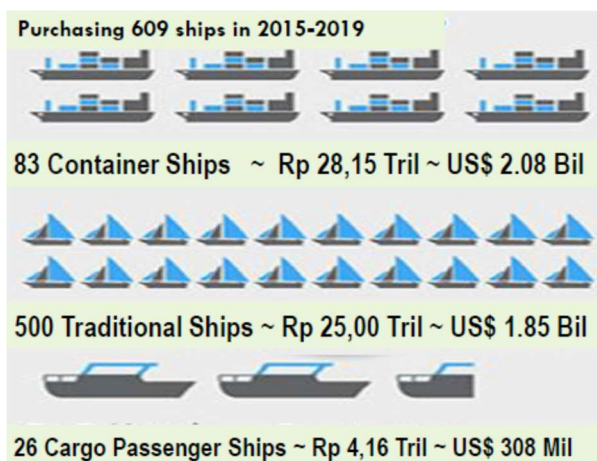 Purchasing 609 ships in 2015-2019
83 Container Ships ~ Rp 28,15 Tril ~ US$ 2.08 Bil
500 Traditional Ships ~ Rp 25,00 Tril ~ US$ 1.85 Bil
26 Cargo Passenger Ships ~ Rp 4,16 Tril ~ US$ 308 Mil